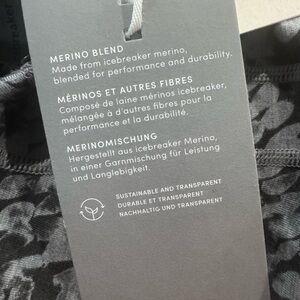 icebreaker
MERINO BLEND
Made from icebreaker merino,
blended for performance and durability.
MÉRINOS ET AUTRES FIBRES
Composé de laine mérinos icebreaker,
mélangée à d'autres fibres pour la
performance et la durabilité.
MERINOMISCHUNG
Hergestellt aus icebreaker Merino,
in einer Garnmischung für Leistung
und Langlebigkeit.
SUSTAINABLE AND TRANSPARENT
DURABLE ET TRANSPARENT
NACHHALTIG UND TRANSPARENT